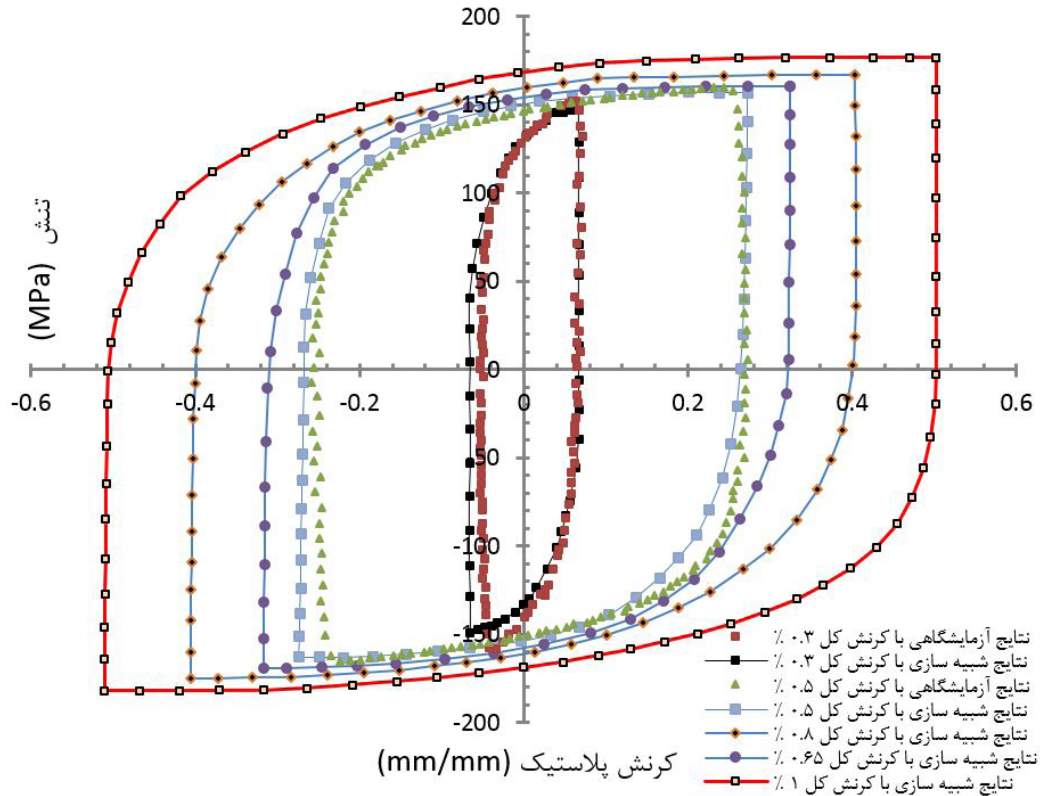 200
150
100
50
0
-50
-100
-150
-200
-0.6
-0.4
-0.2
0
0.2
0.4
0.6
تنش
(MPa)
کرنش پلاستیک (mm/mm)
نتایج آزمایشگاهی با کرنش کل ۰.۳ ٪
نتایج شبیه سازی با کرنش کل ۰.۳ ٪
نتایج آزمایشگاهی با کرنش کل ۰.۵ ٪
نتایج شبیه سازی با کرنش کل ۰.۵ ٪
نتایج شبیه سازی با کرنش کل ۰.۸ ٪
نتایج شبیه سازی با کرنش کل ۰.۶۵ ٪
نتایج شبیه سازی با کرنش کل ۱ ٪